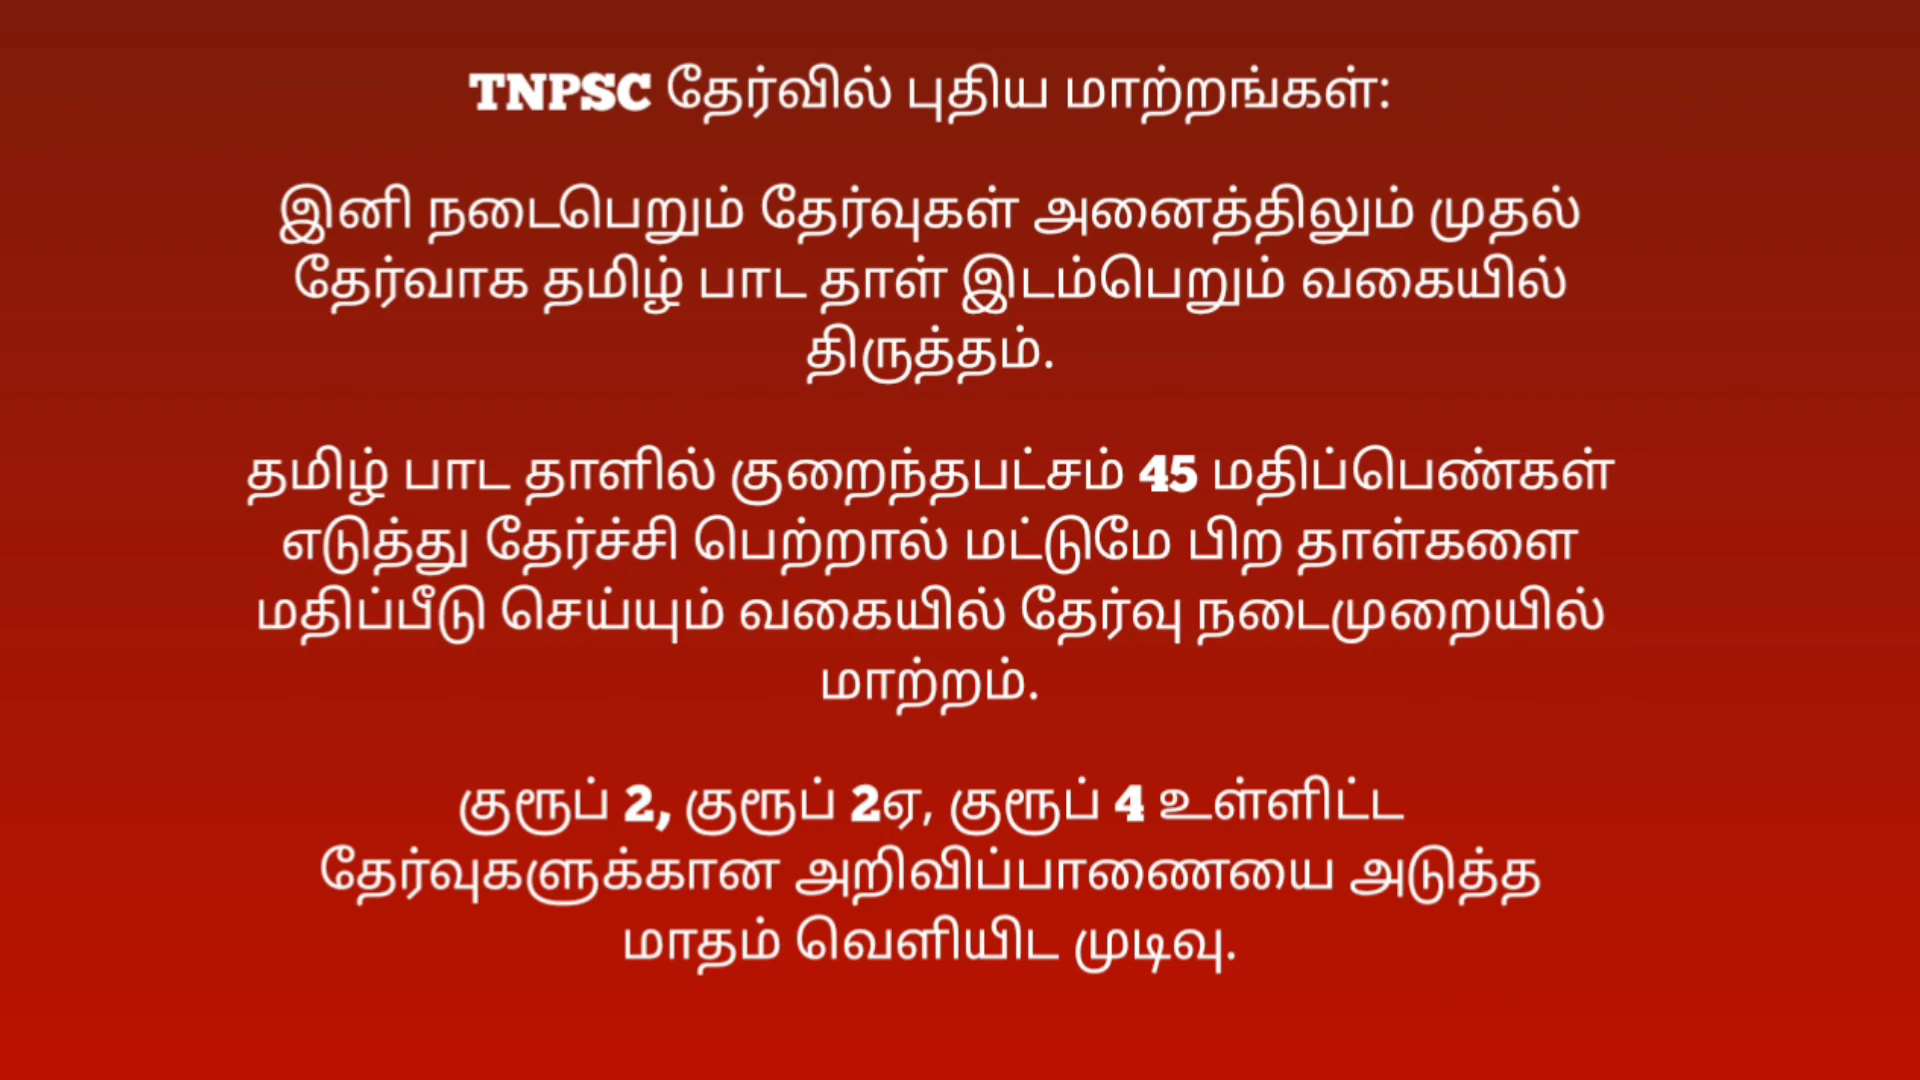 TNPSC தேர்வில் புதிய மாற்றங்கள்:
இனி நடைபெறும் தேர்வுகள் அனைத்திலும் முதல்
தேர்வாக தமிழ் பாட தாள் இடம்பெறும் வகையில்
திருத்தம்.
தமிழ் பாட தாளில் குறைந்தபட்சம் 45 மதிப்பெண்கள்
எடுத்து தேர்ச்சி பெற்றால் மட்டுமே பிற தாள்களை
மதிப்பீடு செய்யும் வகையில் தேர்வு நடைமுறையில்
மாற்றம்.
குரூப் 2, குரூப் 2ஏ, குரூப் 4 உள்ளிட்ட
தேர்வுகளுக்கான அறிவிப்பாணையை அடுத்த
மாதம் வெளியிட முடிவு.